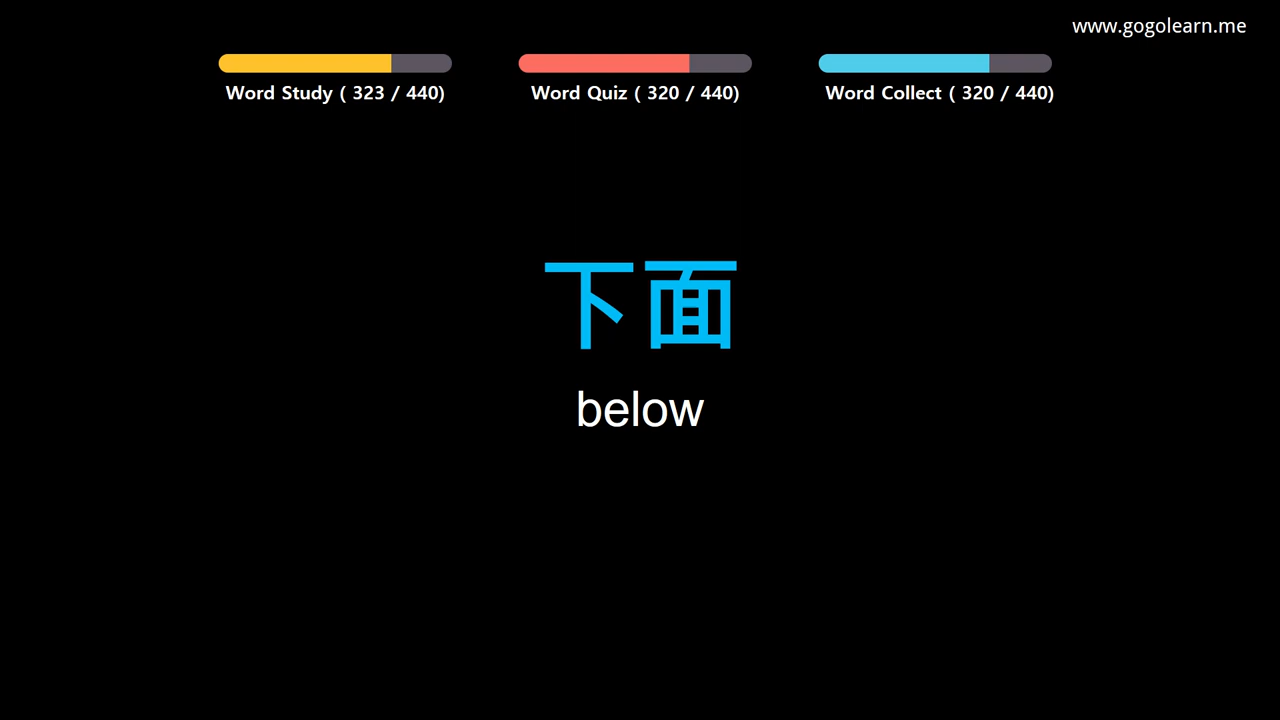 www.gogolearn.me
Word Study ( 323 / 440)
Word Quiz ( 320 / 440)
Word Collect ( 320 / 440)
下面
below